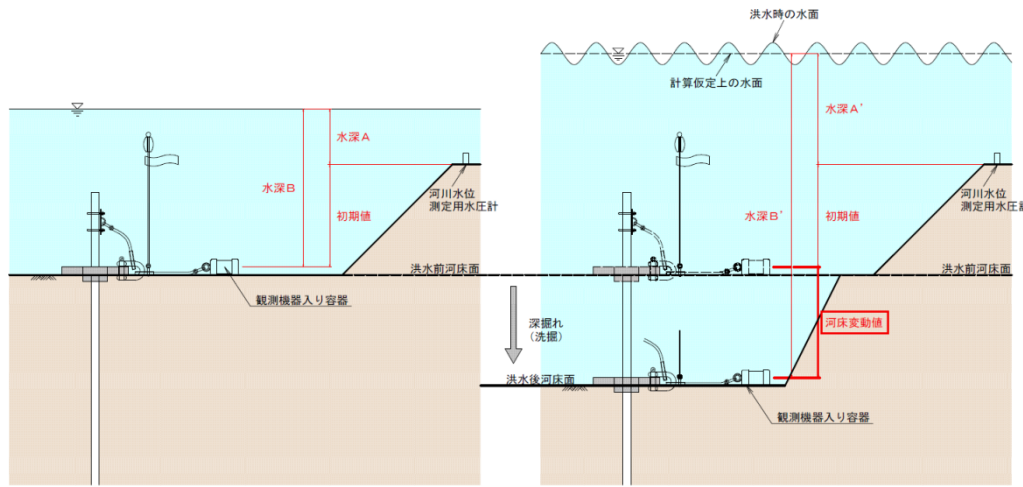 水深A
水深B
初期値
河川水位
測定用水圧計
洪水前河床面
観測機器入り容器
深掘れ
(洗掘)
洪水時の水面
計算仮定上の水面
水深A'
水深B'
初期値
河川水位
測定用水圧計
洪水前河床面
河床変動値
洪水後河床面
観測機器入り容器